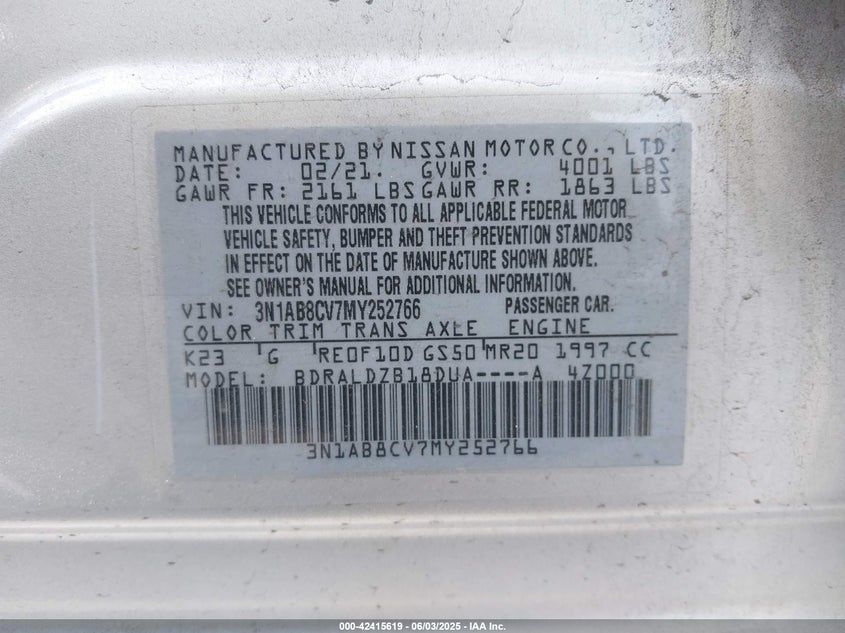 MANUFACTURED BY NISSAN MOTOR CO., LTD.
DATE: 02/21. GVWR: 4001 LBS
GAWR FR: 2161 LBS GAWR RR: 1863 LBS
THIS VEHICLE CONFORMS TO ALL APPLICABLE FEDERAL MOTOR
VEHICLE SAFETY, BUMPER AND THEFT PREVENTION STANDARDS
IN EFFECT ON THE DATE OF MANUFACTURE SHOWN ABOVE.
SEE OWNER'S MANUAL FOR ADDITIONAL INFORMATION.
VIN: 3N1AB8CV7MY252766 PASSENGER CAR.
COLOR TRIM TRANS AXLE ENGINE
K23 G RE0F10D GS50 MR20 1997 CC
MODEL: BDRALDZB18DUA----A 4Z000
3N1AB8CV7MY252766
000-42415619 - 06/03/2025 - IAA Inc.